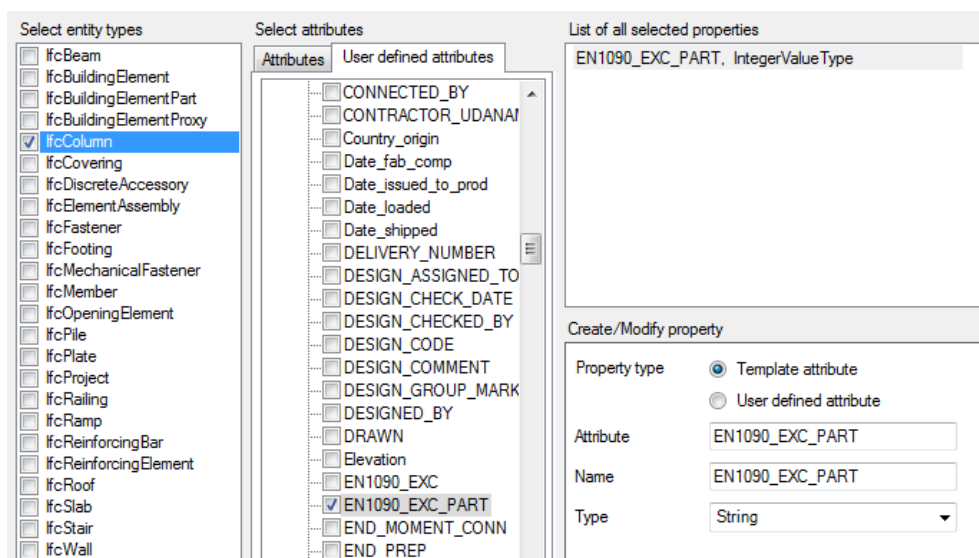 Select entity types
IfcBeam
IfcBuildingElement
IfcBuildingElementPart
IfcBuildingElementProxy
IfcColumn
IfcCovering
IfcDiscreteAccessory
IfcElementAssembly
IfcFastener
IfcFooting
IfcMechanicalFastener
IfcMember
IfcOpeningElement
IfcPile
IfcPlate
IfcProject
IfcRailing
IfcRamp
IfcReinforcingBar
IfcReinforcingElement
IfcRoof
IfcSlab
IfcStair
IfcWall
Select attributes
Attributes User defined attributes
CONNECTED_BY
CONTRACTOR_UDANA
Country_origin
Date_fab_comp
Date_issued_to_prod
Date_loaded
Date_shipped
DELIVERY_NUMBER
DESIGN_ASSIGNED_TO
DESIGN_CHECK_DATE
DESIGN_CHECKED_BY
DESIGN_CODE
DESIGN_COMMENT
DESIGN_GROUP_MARK
DESIGNED_BY
DRAWN
Elevation
EN1090_EXC
EN1090_EXC_PART
END_MOMENT_CONN
END_PREP
List of all selected properties
EN1090_EXC_PART, IntegerValueType
Create/Modify property
Property type Template attribute
User defined attribute
Attribute EN1090_EXC_PART
Name EN1090_EXC_PART
Type String